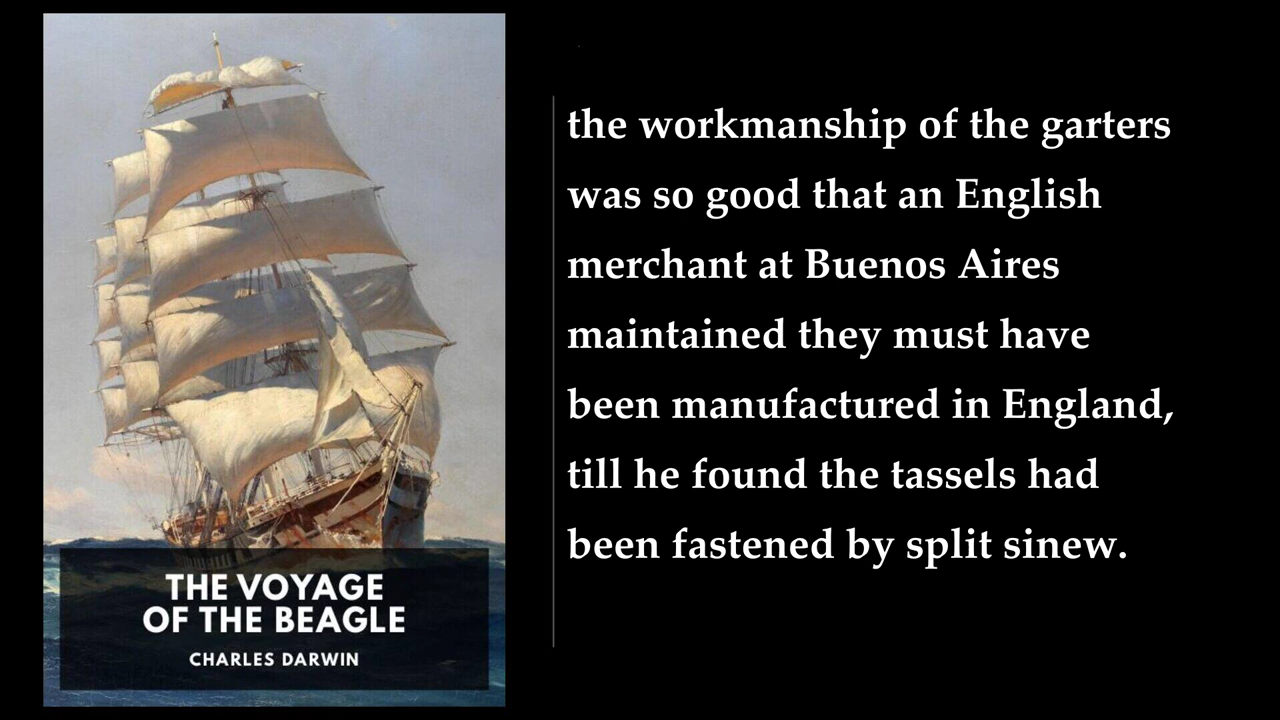 THE VOYAGE
OF THE BEAGLE
CHARLES DARWIN
the workmanship of the garters
was so good that an English
merchant at Buenos Aires
maintained they must have
been manufactured in England,
till he found the tassels had
been fastened by split sinew.